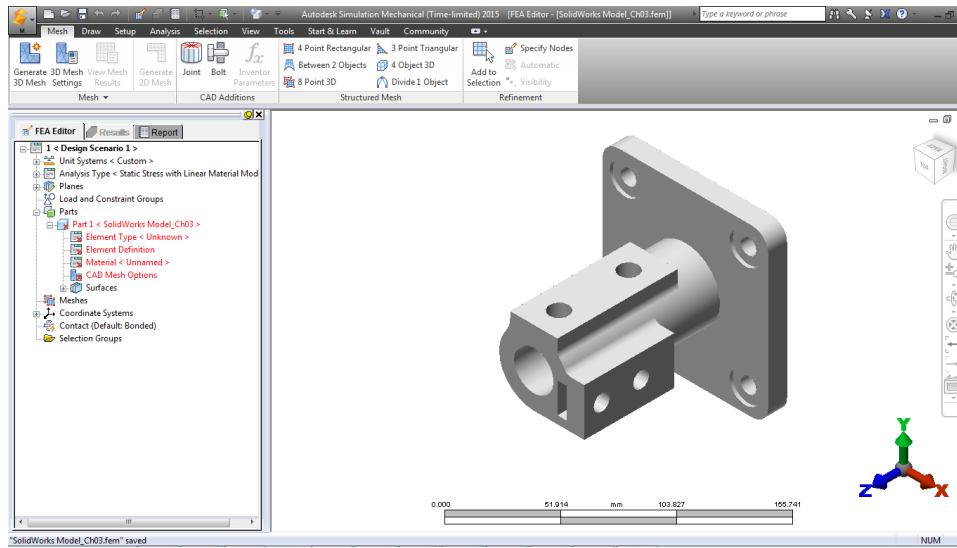 Autodesk Simulation Mechanical (Time-limited) 2015 [FEA Editor - [SolidWorks Model_Ch03.fem]]
Type a keyword or phrase
M
Mesh Draw Setup Analysis Selection View Tools Start & Learn Vault Community
Generate 3D Mesh
3D Mesh Settings
View Mesh Results
Generate 2D Mesh
Joint
Bolt
Inventor Parameters
4 Point Rectangular
3 Point Triangular
Between 2 Objects
4 Object 3D
8 Point 3D
Divide 1 Object
Add to Selection
Specify Nodes
Automatic
Visibility
Mesh
CAD Additions
Structured Mesh
Refinement
FEA Editor
Results
Report
1 < Design Scenario 1 >
Unit Systems < Custom >
Analysis Type < Static Stress with Linear Material Mod
Planes
Load and Constraint Groups
Parts
Part 1 < SolidWorks Model_Ch03 >
Element Type < Unknown >
Element Definition
Material < Unnamed >
CAD Mesh Options
Surfaces
Meshes
Coordinate Systems
Contact (Default: Bonded)
Selection Groups
BACK
TOP
Y
Z
X
0.000 51.914 mm 103.827 155.741
"SolidWorks Model_Ch03.fem" saved
NUM